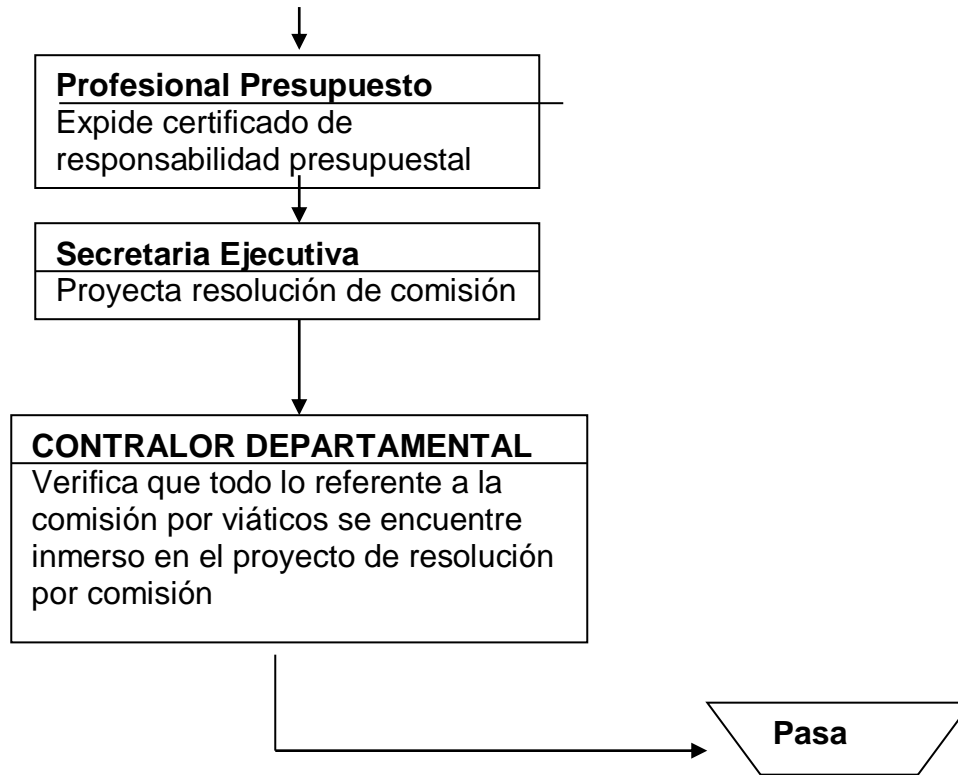 Profesional Presupuesto
Expide certificado de
responsabilidad presupuestal
Secretaria Ejecutiva
Proyecta resolución de comisión
CONTRALOR DEPARTAMENTAL
Verifica que todo lo referente a la
comisión por viáticos se encuentre
inmerso en el proyecto de resolución
por comisión
Pasa